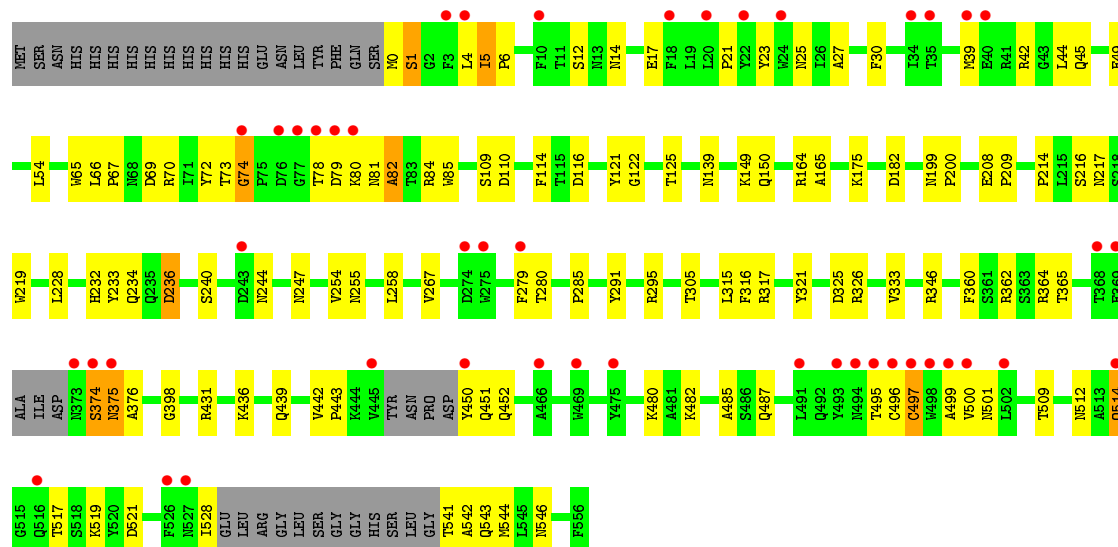 MET SER ASN HIS HIS HIS HIS HIS HIS HIS HIS HIS HIS GLU ASN LEU TYR PHE GLN SER M0 S1 G2 F3 L4 I5 P6 F10 T11 S12 N13 N14 E17 F18 L19 L20 P21 Y22 Y23 W24 N25 I26 A27 F30 I34 T35 M39 E40 R41 R42 G43 L44 Q45
L54 W65 L66 P67 N68 D69 R70 I71 Y72 T73 G74 P75 D76 G77 T78 D79 K80 N81 A82 T83 R84 W85 S109 D110 F114 T115 D116 Y121 G122 T125 N139 K149 Q150 R164 A165 K175 D182 N199 P200 E208 P209 P214 L215 S216 N217
W219 L228 H232 Y233 Q234 Q235 D236 S240 D243 N244 N247 V254 N255 L258 V267 D274 W275 F279 T280 P285 Y291 R295 T305 L315 F316 R317 Y321 D325 R326 V333 R346 F360 S361 R362 S363 R364 T365 T368
ALA ILE ASP N373 S374 N375 A376 G398 R431 K436 Q439 V442 P443 K444 V445 TYR ASN PRO ASP Y450 Q451 Q452 A466 W469 Y475 K480 A481 K482 A485 S486 Q487 L491 Q492 Y493 N494 T495 C496 C497 W498 A499 V500 N501 L502 T509 N512 A513
G515 Q516 T517 S518 K519 Y520 D521 F526 N527 I528 GLU LEU ARG GLY LEU SER GLY GLY HIS SER LEU GLY T541 A542 Q543 M544 L545 N546 F556